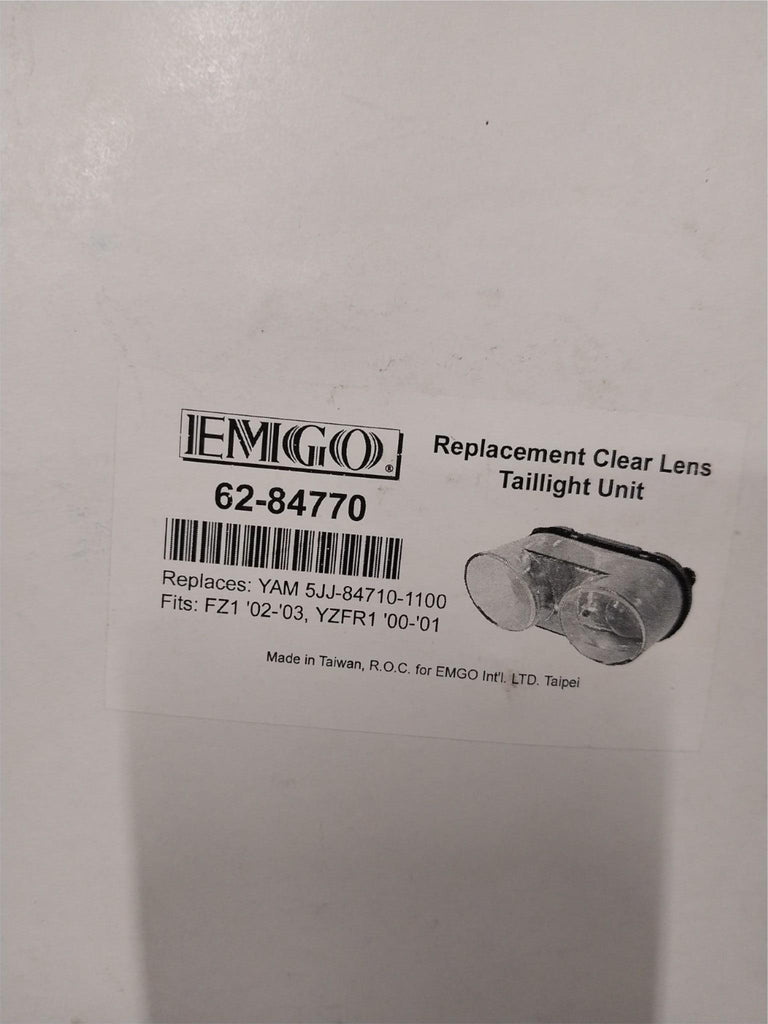 EMGO®
62-84770
Replaces: YAM 5JJ-84710-1100
Fits: FZ1 '02-'03, YZFR1 '00-'01
Replacement Clear Lens
Taillight Unit
Made in Taiwan, R.O.C. for EMGO Int'l. LTD. Taipei